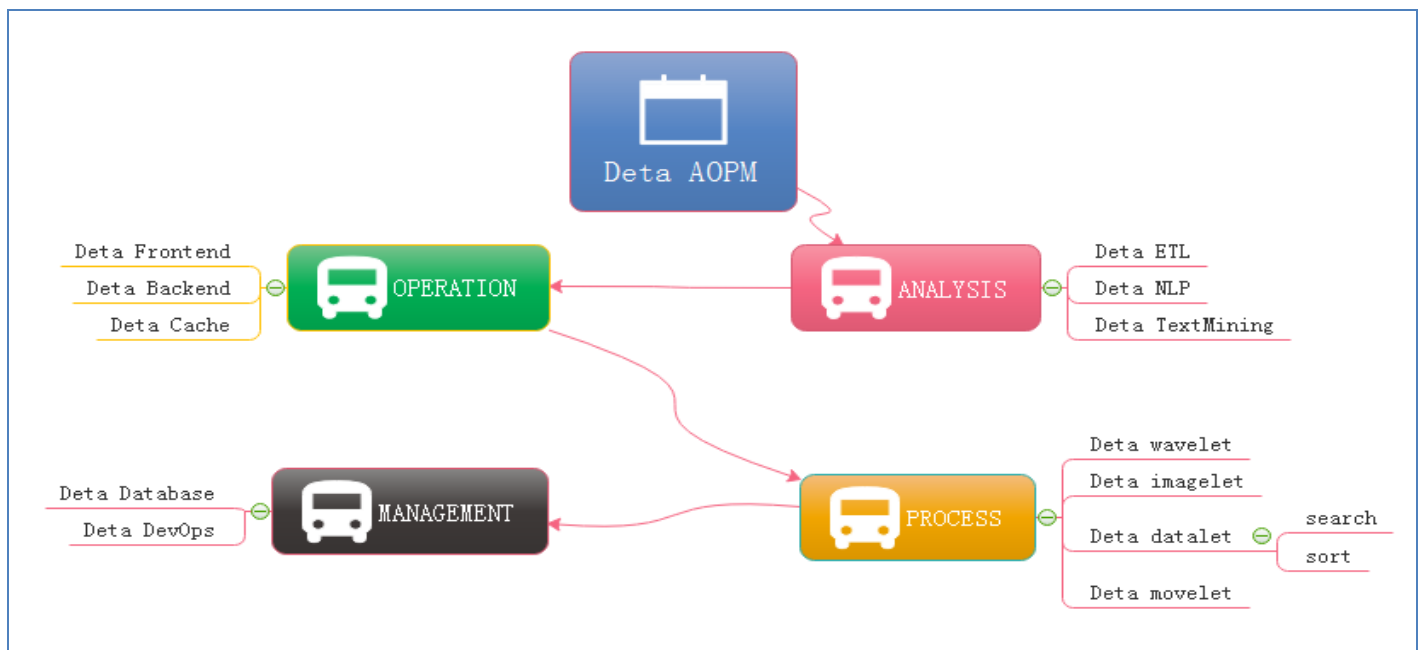 Deta AOPM
Deta Frontend
Deta Backend
Deta Cache
OPERATION
ANALYSIS
Deta ETL
Deta NLP
Deta TextMining
Deta Database
Deta DevOps
MANAGEMENT
PROCESS
Deta wavelet
Deta imagelet
Deta datalet
search
sort
Deta movelet